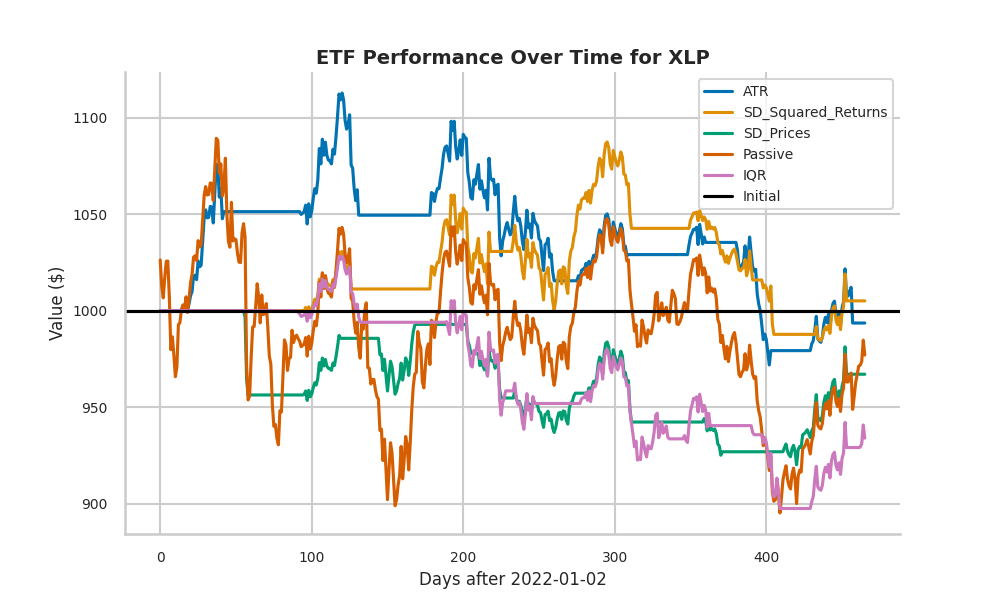 ETF Performance Over Time for XLP
ATR
SD_Squared_Returns
SD_Prices
Passive
IQR
Initial
Value ($)
1100
1050
1000
950
900
0 100 200 300 400
Days after 2022-01-02